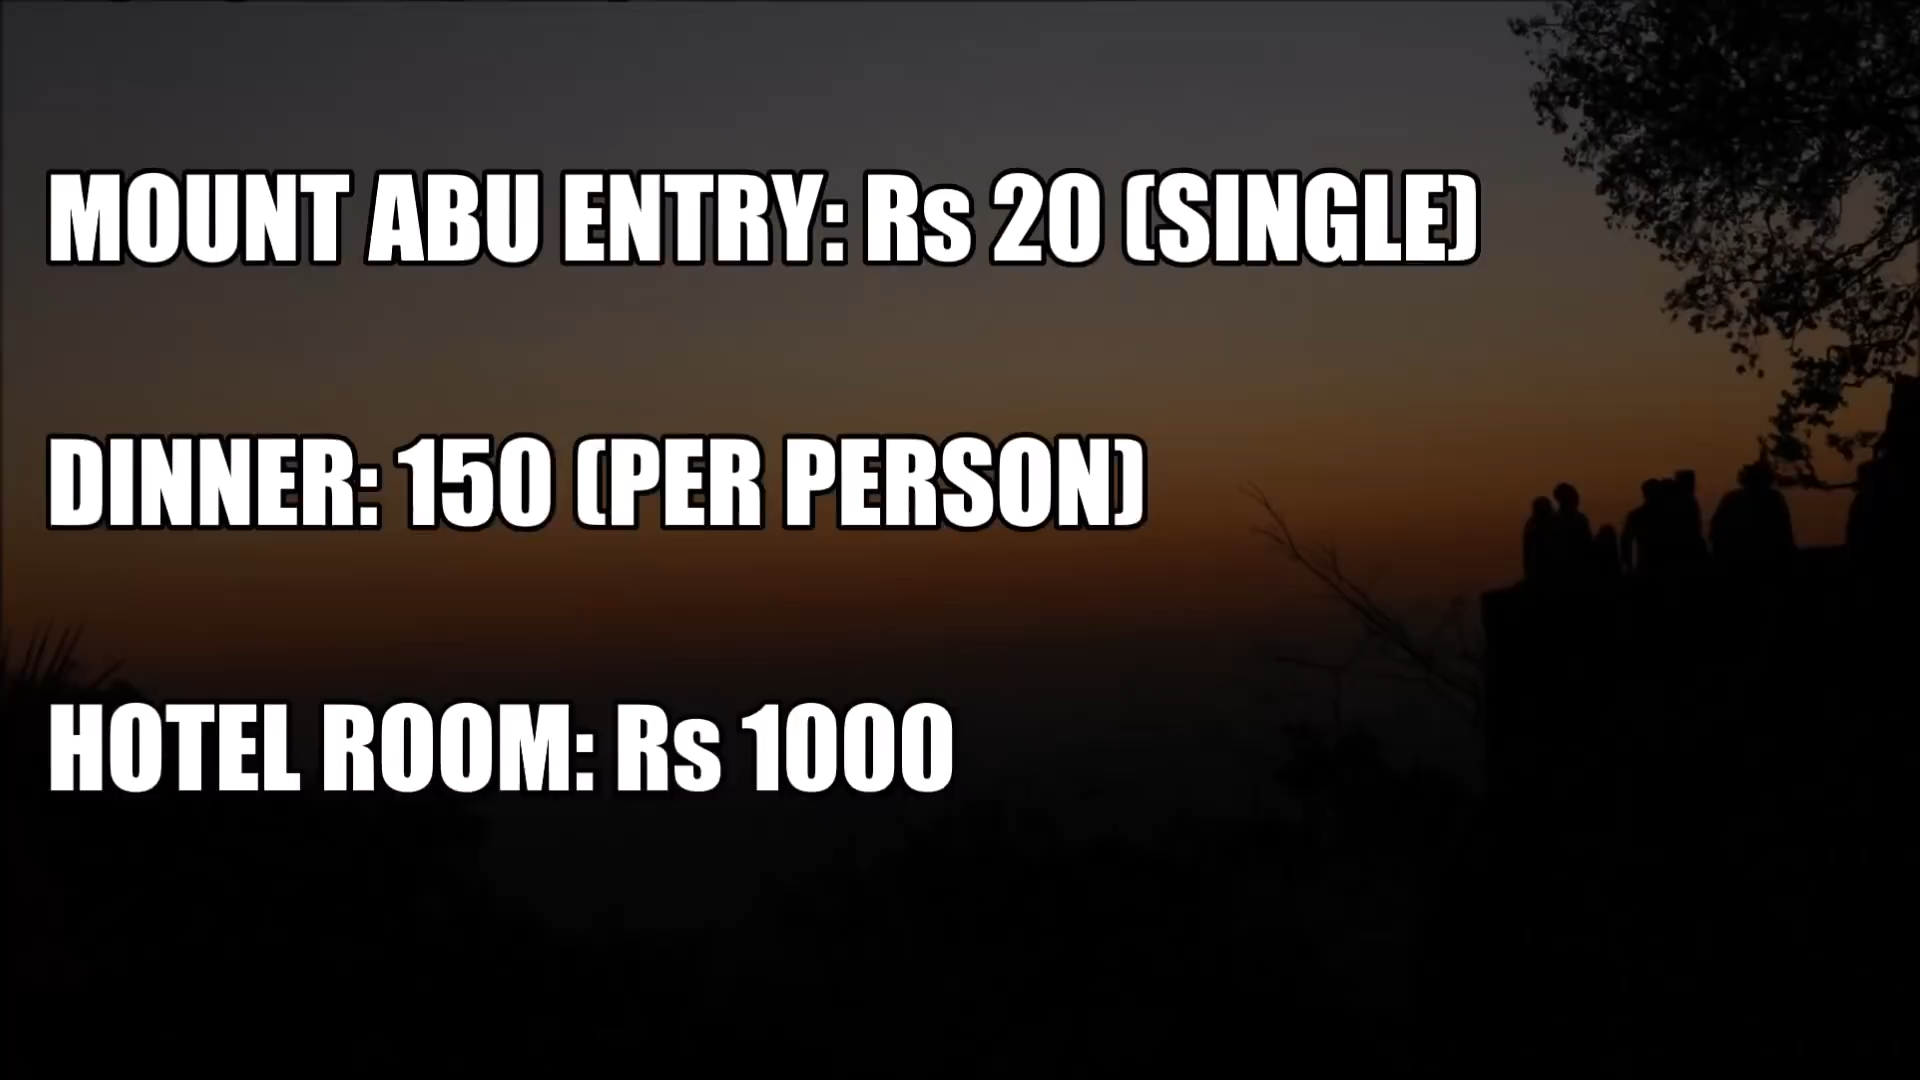 MOUNT ABU ENTRY: Rs 20 (SINGLE)
DINNER: 150 (PER PERSON)
HOTEL ROOM: Rs 1000